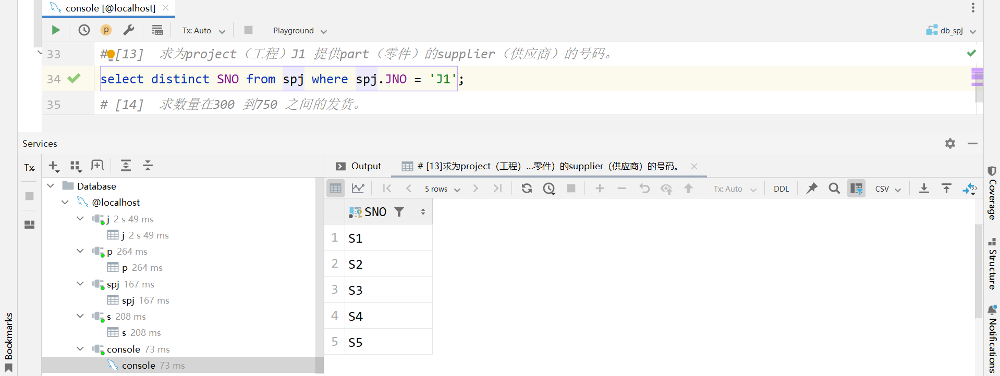 console [@localhost]
Tx: Auto
Playground
db_spj
33 # [13] 求为project（工程）J1 提供part（零件）的supplier（供应商）的号码。
34 select distinct SNO from spj where spj.JNO = 'J1';
35 # [14] 求数量在300 到750 之间的发货。
Services
Tx
Output
# [13]求为project（工程）...零件）的supplier（供应商）的号码。
5 rows
Tx: Auto
DDL
CSV
Database
@localhost
j 2 s 49 ms
j 2 s 49 ms
p 264 ms
p 264 ms
spj 167 ms
spj 167 ms
s 208 ms
s 208 ms
console 73 ms
console 73 ms
SNO
1 S1
2 S2
3 S3
4 S4
5 S5
Bookmarks
Coverage
Structure
Notifications